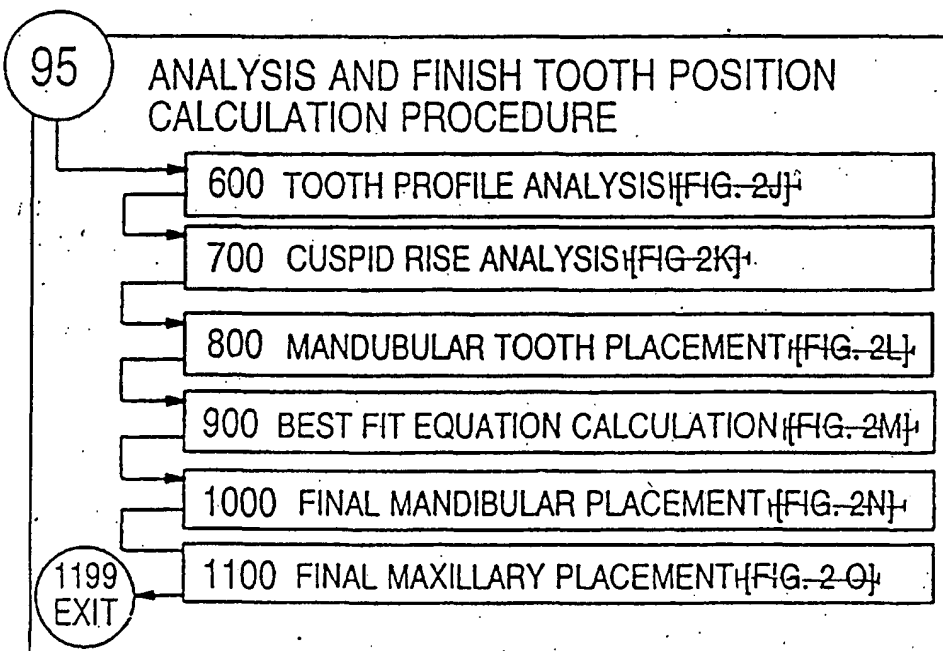 95
ANALYSIS AND FINISH TOOTH POSITION
CALCULATION PROCEDURE
600 TOOTH PROFILE ANALYSIS [FIG. 2J]
700 CUSPID RISE ANALYSIS [FIG 2K]
800 MANDUBULAR TOOTH PLACEMENT [FIG. 2L]
900 BEST FIT EQUATION CALCULATION [FIG. 2M]
1000 FINAL MANDIBULAR PLACEMENT [FIG. 2N]
1100 FINAL MAXILLARY PLACEMENT [FIG. 2 O]
1199
EXIT